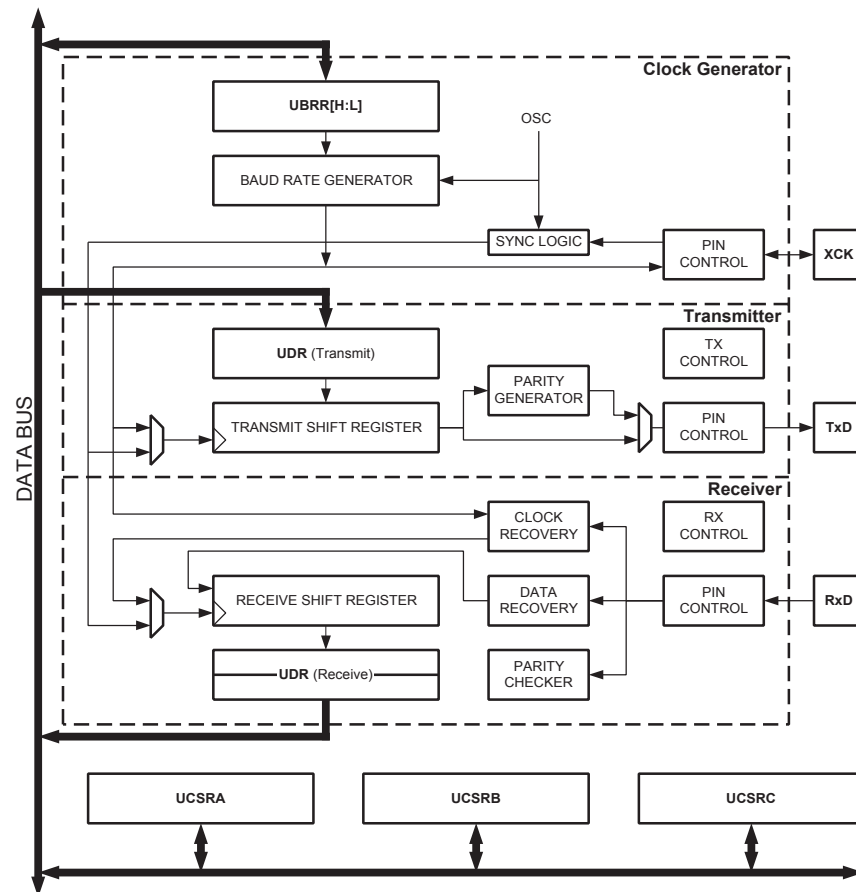 Clock Generator
UBRR[H:L]
OSC
BAUD RATE GENERATOR
SYNC LOGIC
PIN
CONTROL
XCK
Transmitter
UDR (Transmit)
TX
CONTROL
PARITY
GENERATOR
TRANSMIT SHIFT REGISTER
PIN
CONTROL
TxD
DATA BUS
Receiver
CLOCK
RECOVERY
RX
CONTROL
RECEIVE SHIFT REGISTER
DATA
RECOVERY
PIN
CONTROL
RxD
UDR (Receive)
PARITY
CHECKER
UCSRA
UCSRB
UCSRC